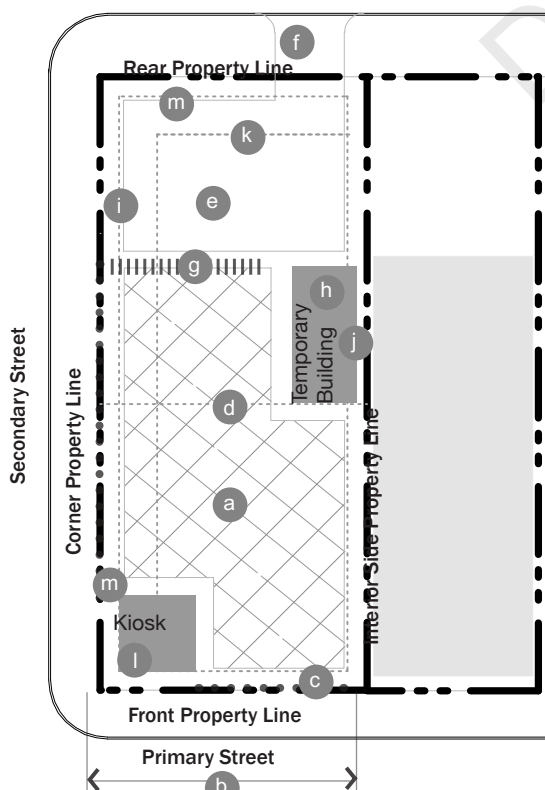 f
Rear Property Line
m
k
i
e
g
h
Temporary
Building
j
Secondary Street
Corner Property Line
d
a
Interior Side Property Line
m
Kiosk
l
c
Front Property Line
Primary Street
b